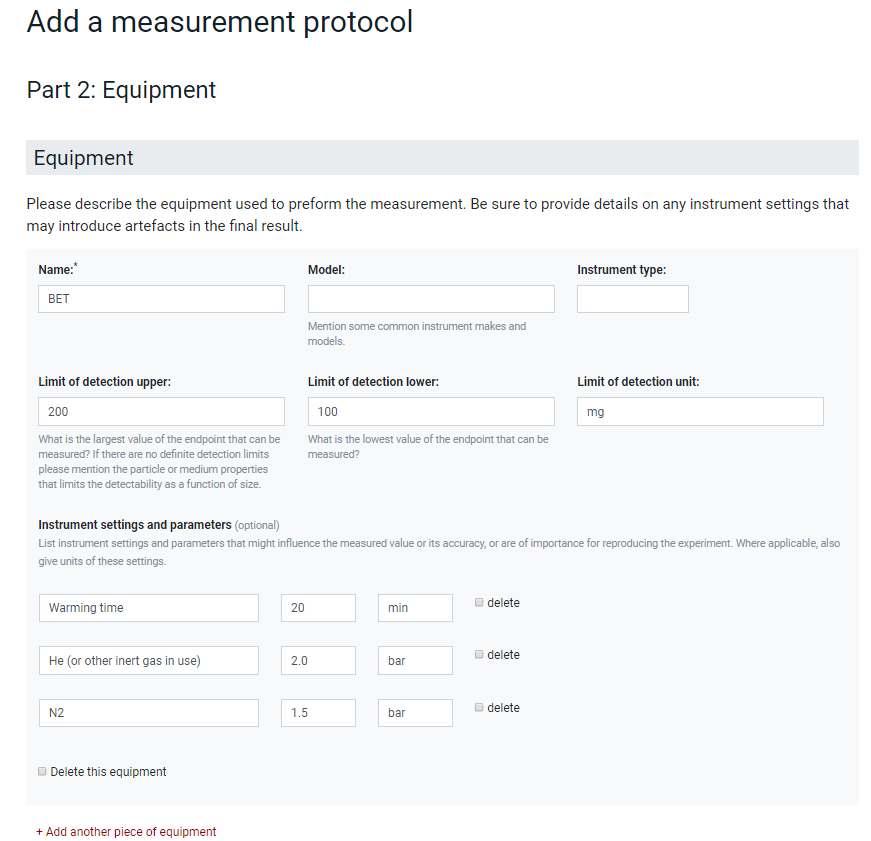 Add a measurement protocol
Part 2: Equipment
Equipment
Please describe the equipment used to preform the measurement. Be sure to provide details on any instrument settings that
may introduce artefacts in the final result.
Name:* Model: Instrument type:
BET
Mention some common instrument makes and
models.
Limit of detection upper: Limit of detection lower: Limit of detection unit:
200 100 mg
What is the largest value of the endpoint that can be
measured? If there are no definite detection limits
please mention the particle or medium properties
that limits the detectability as a function of size.
What is the lowest value of the endpoint that can be
measured?
Instrument settings and parameters (optional)
List instrument settings and parameters that might influence the measured value or its accuracy, or are of importance for reproducing the experiment. Where applicable, also
give units of these settings.
Warming time 20 min delete
He (or other inert gas in use) 2.0 bar delete
N2 1.5 bar delete
Delete this equipment
+ Add another piece of equipment